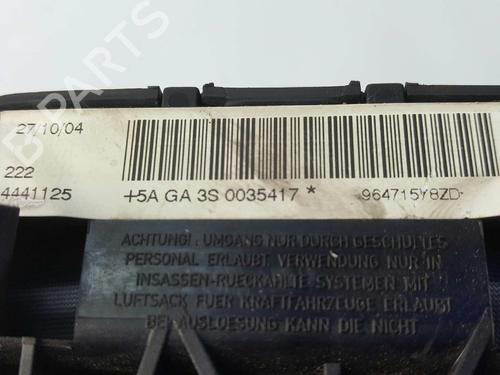 27/10/04
222
4441125
+5A GA 3S 0035417 * 964715Y8ZD
ACHTUNG!: UMGANG NUR DURCH GESCHULTES
PERSONAL ERLAUBT VERWENDUNG NUR IN
INSASSEN-RUECKAHLTE SYSTEMEN MIT
LUFTSACK FUER KRAFTFAHRZEUGE ERLAUBT
BEI AUSLOESUNG KANN DIE NICHT